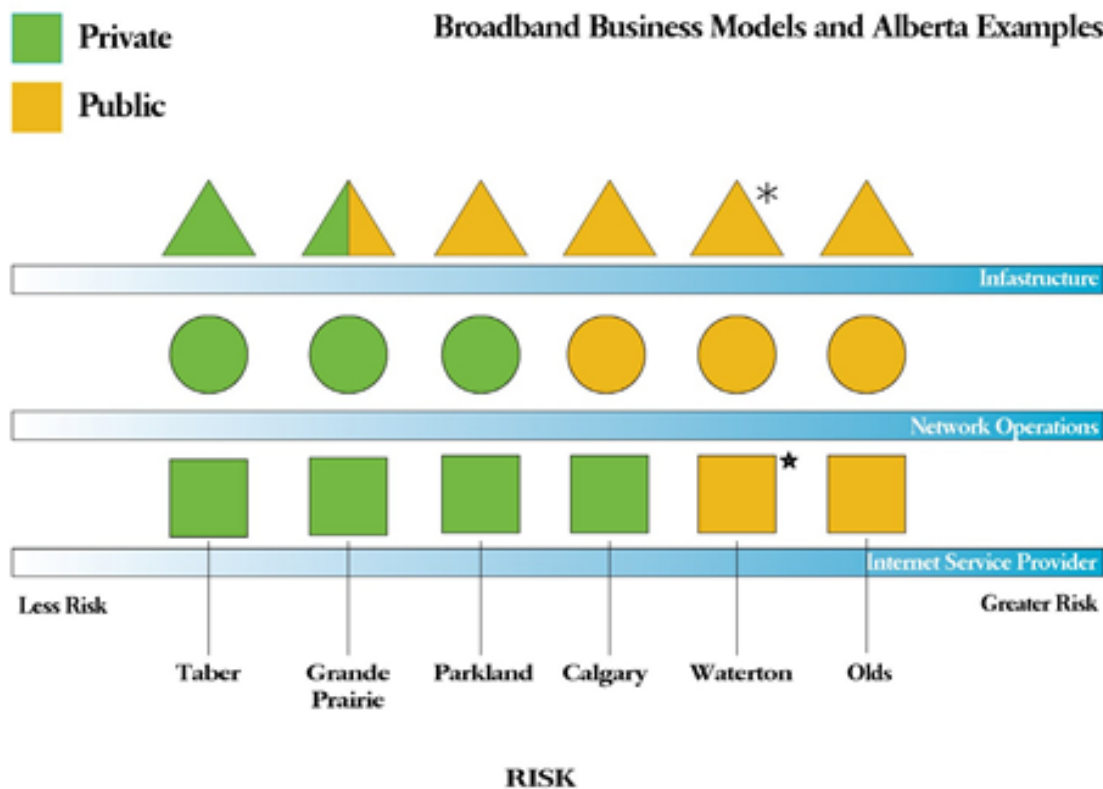 Private
Broadband Business Models and Alberta Examples
Public
*
Infastructure
Network Operations
★
Internet Service Provider
Less Risk
Greater Risk
Taber
Grande
Prairie
Parkland
Calgary
Waterton
Olds
RISK